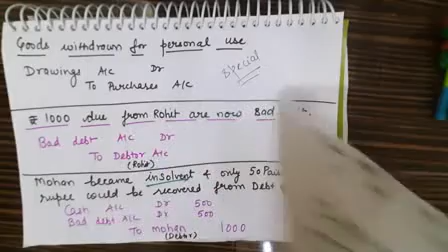 Goods withdrawn for personal use
Drawings A/C Dr
To Purchases A/C
Special
₹ 1000 due from Rohit are now Bad
Bad debt A/C Dr
To Debtor A/C
(Rohit)
Mohan became insolvent & only 50 Pai
rupee could be recovered from Debt
Cash A/C Dr 500
Bad debt A/C Dr 500
To Mohan 1000
(Debtor)